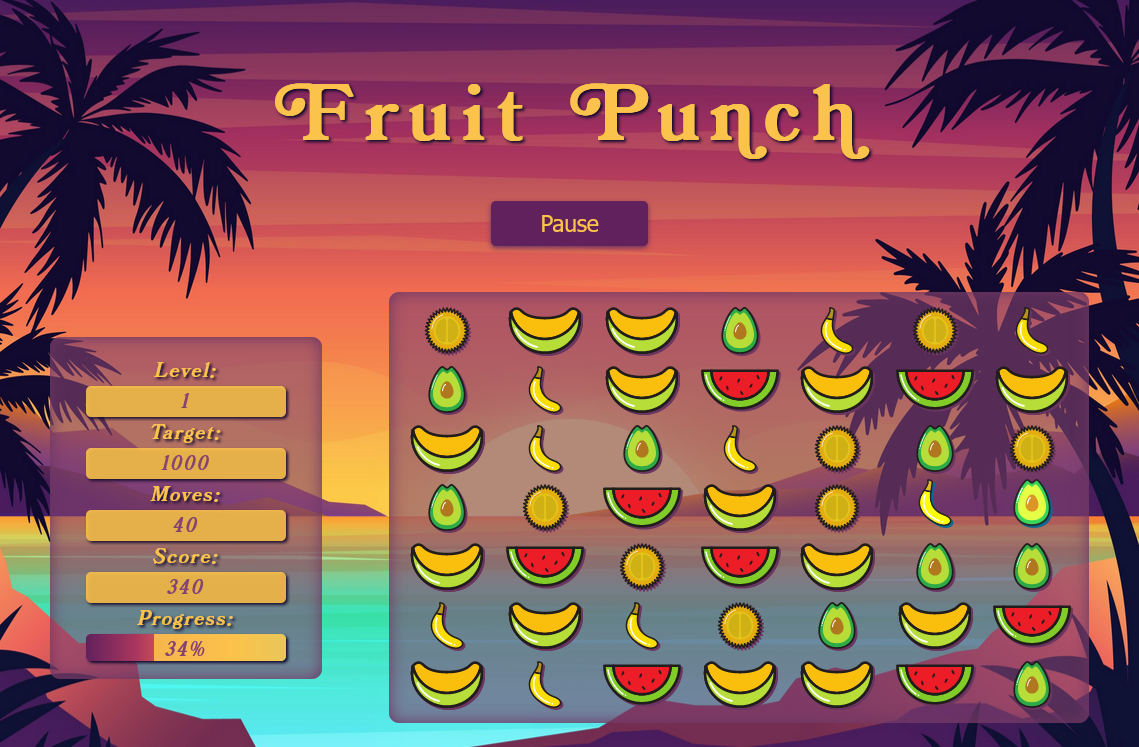 Fruit Punch
Pause
Level:
1
Target:
1000
Moves:
40
Score:
340
Progress:
34%